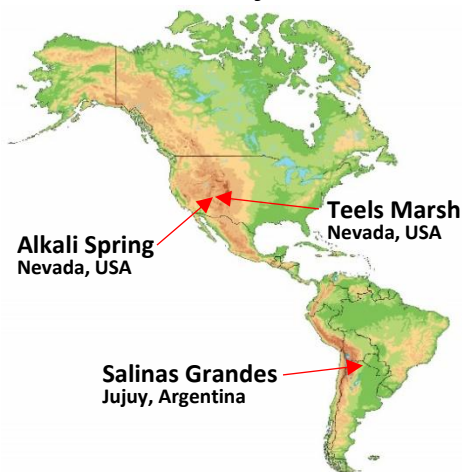 Teels Marsh
Nevada, USA
Alkali Spring
Nevada, USA
Salinas Grandes
Jujuy, Argentina